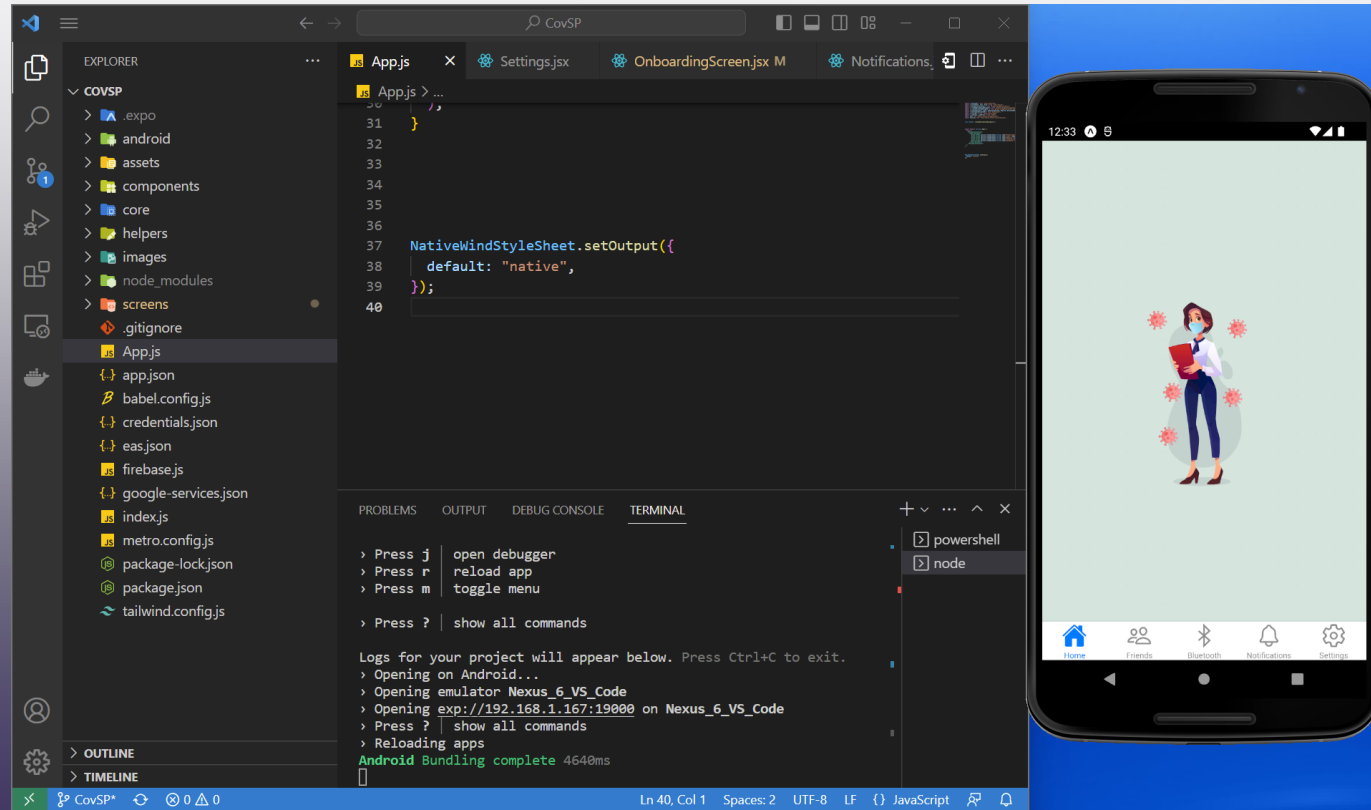 CovSP
EXPLORER
COVSP
.expo
android
assets
components
core
helpers
images
node_modules
screens
.gitignore
App.js
app.json
babel.config.js
credentials.json
eas.json
firebase.js
google-services.json
index.js
metro.config.js
package-lock.json
package.json
tailwind.config.js
OUTLINE
TIMELINE
App.js Settings.jsx OnboardingScreen.jsx M Notifications.
App.js > ...
30 );
31 }
32
33
34
35
36
37 NativeWindStyleSheet.setOutput({
38 default: "native",
39 });
40
PROBLEMS OUTPUT DEBUG CONSOLE TERMINAL
powershell
node
› Press j │ open debugger
› Press r │ reload app
› Press m │ toggle menu
› Press ? │ show all commands
Logs for your project will appear below. Press Ctrl+C to exit.
› Opening on Android...
› Opening emulator Nexus_6_VS_Code
› Opening exp://192.168.1.167:19000 on Nexus_6_VS_Code
› Press ? │ show all commands
› Reloading apps
Android Bundling complete 4640ms
CovSP* 0 0 Ln 40, Col 1 Spaces: 2 UTF-8 LF {} JavaScript
1
12:33
Home Friends Bluetooth Notifications Settings